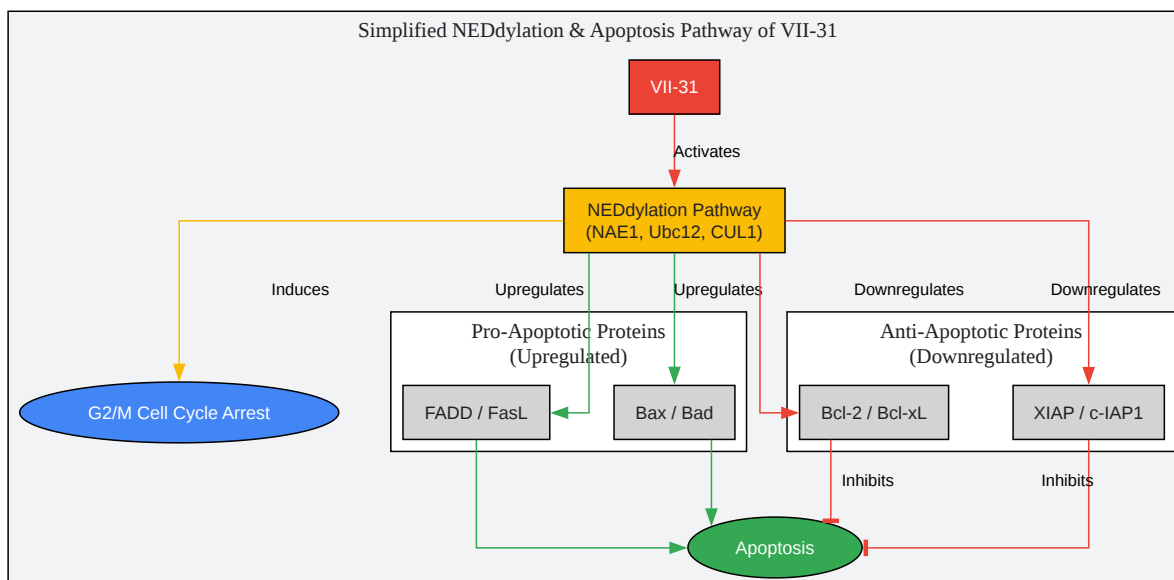 Simplified NEDdylation & Apoptosis Pathway of VII-31
VII-31
Activates
NEDdylation Pathway
(NAE1, Ubc12, CUL1)
Induces
Upregulates
Upregulates
Downregulates
Downregulates
Pro-Apoptotic Proteins
(Upregulated)
Anti-Apoptotic Proteins
(Downregulated)
G2/M Cell Cycle Arrest
FADD / FasL
Bax / Bad
Bcl-2 / Bcl-xL
XIAP / c-IAP1
Inhibits
Inhibits
Apoptosis